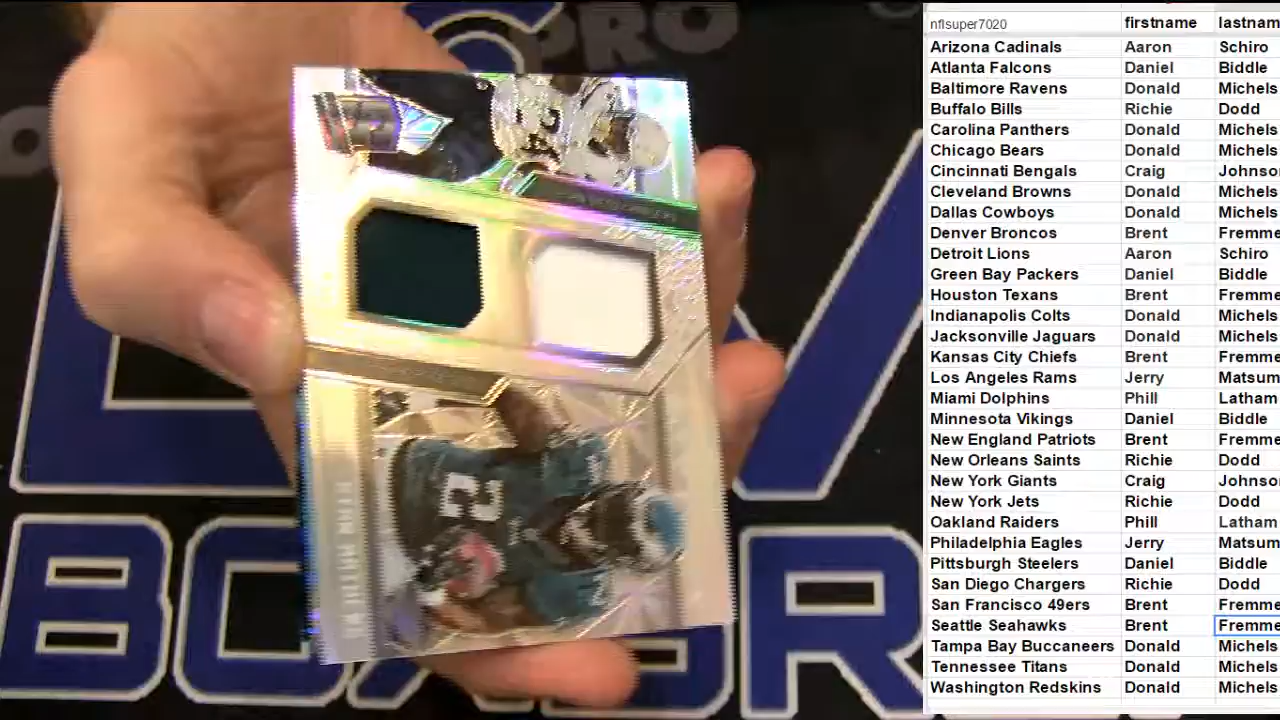 PRO
BOX
nflsuper7020 firstname lastnam
Arizona Cadinals Aaron Schiro
Atlanta Falcons Daniel Biddle
Baltimore Ravens Donald Michels
Buffalo Bills Richie Dodd
Carolina Panthers Donald Michels
Chicago Bears Donald Michels
Cincinnati Bengals Craig Johnso
Cleveland Browns Donald Michels
Dallas Cowboys Donald Michels
Denver Broncos Brent Fremme
Detroit Lions Aaron Schiro
Green Bay Packers Daniel Biddle
Houston Texans Brent Fremme
Indianapolis Colts Donald Michels
Jacksonville Jaguars Donald Michels
Kansas City Chiefs Brent Fremme
Los Angeles Rams Jerry Matsum
Miami Dolphins Phill Latham
Minnesota Vikings Daniel Biddle
New England Patriots Brent Fremme
New Orleans Saints Richie Dodd
New York Giants Craig Johnso
New York Jets Richie Dodd
Oakland Raiders Phill Latham
Philadelphia Eagles Jerry Matsum
Pittsburgh Steelers Daniel Biddle
San Diego Chargers Richie Dodd
San Francisco 49ers Brent Fremme
Seattle Seahawks Brent Fremme
Tampa Bay Buccaneers Donald Michels
Tennessee Titans Donald Michels
Washington Redskins Donald Michels